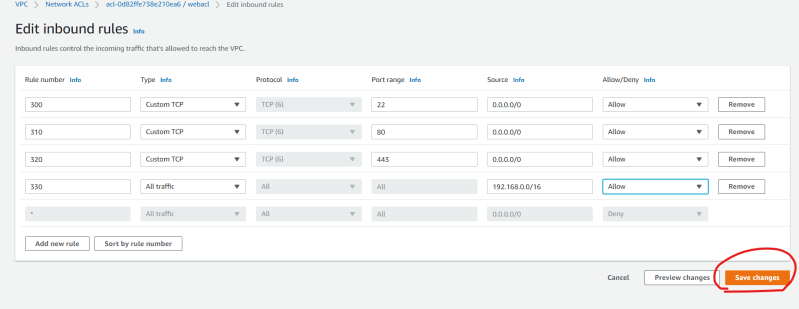 VPC > Network ACLs > acl-0d82ffe738e210ea6 / webacl > Edit inbound rules
Edit inbound rules Info
Inbound rules control the incoming traffic that's allowed to reach the VPC.
Rule number Info Type Info Protocol Info Port range Info Source Info Allow/Deny Info
300 Custom TCP TCP (6) 22 0.0.0.0/0 Allow Remove
310 Custom TCP TCP (6) 80 0.0.0.0/0 Allow Remove
320 Custom TCP TCP (6) 443 0.0.0.0/0 Allow Remove
330 All traffic All All 192.168.0.0/16 Allow Remove
* All traffic All All 0.0.0.0/0 Deny
Add new rule Sort by rule number
Cancel Preview changes Save changes